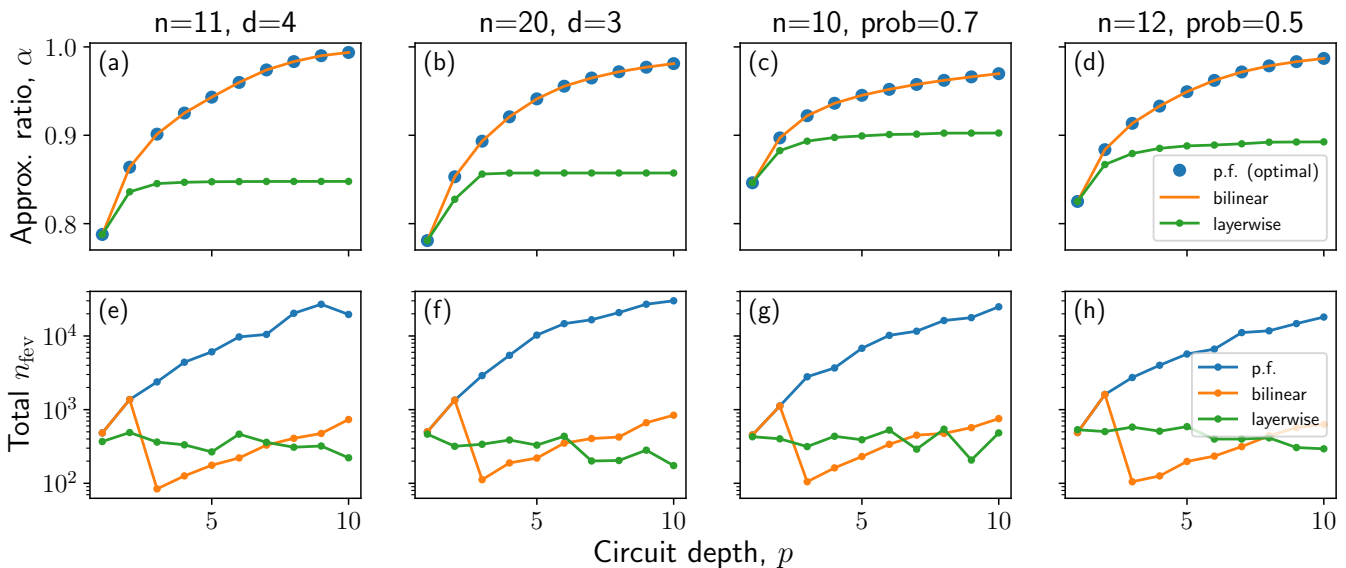 n=11, d=4
n=20, d=3
n=10, prob=0.7
n=12, prob=0.5
Approx. ratio, α
1.0
0.9
0.8
(a)
(b)
(c)
(d)
p.f. (optimal)
bilinear
layerwise
Total n_fev
10^4
10^3
10^2
(e)
(f)
(g)
(h)
p.f.
bilinear
layerwise
5
10
5
10
5
10
5
10
Circuit depth, p